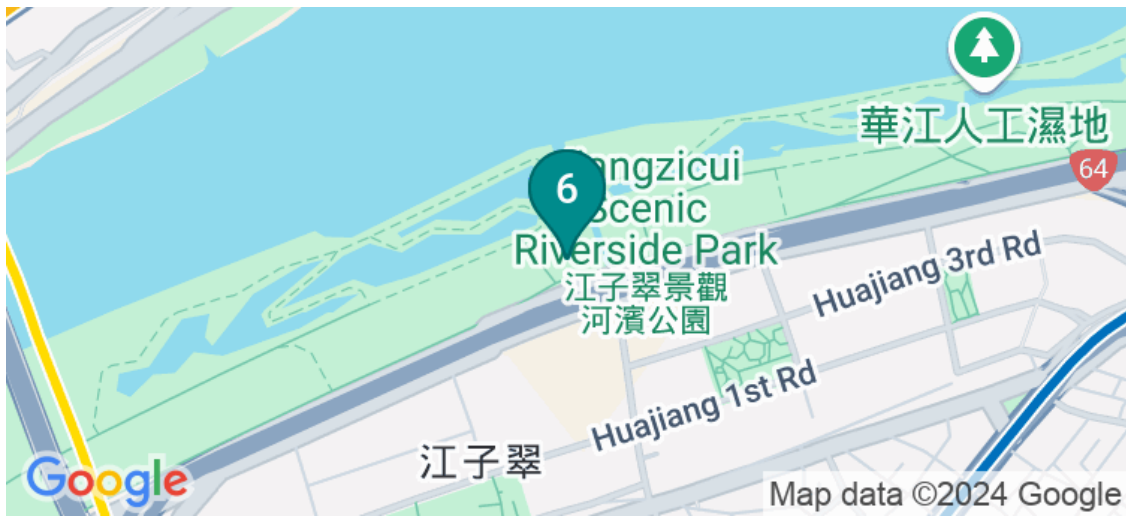 華江人工濕地
64
6
angzicui
Scenic
Riverside Park
江子翠景觀
河濱公園
Huajiang 3rd Rd
Huajiang 1st Rd
江子翠
Google
Map data ©2024 Google